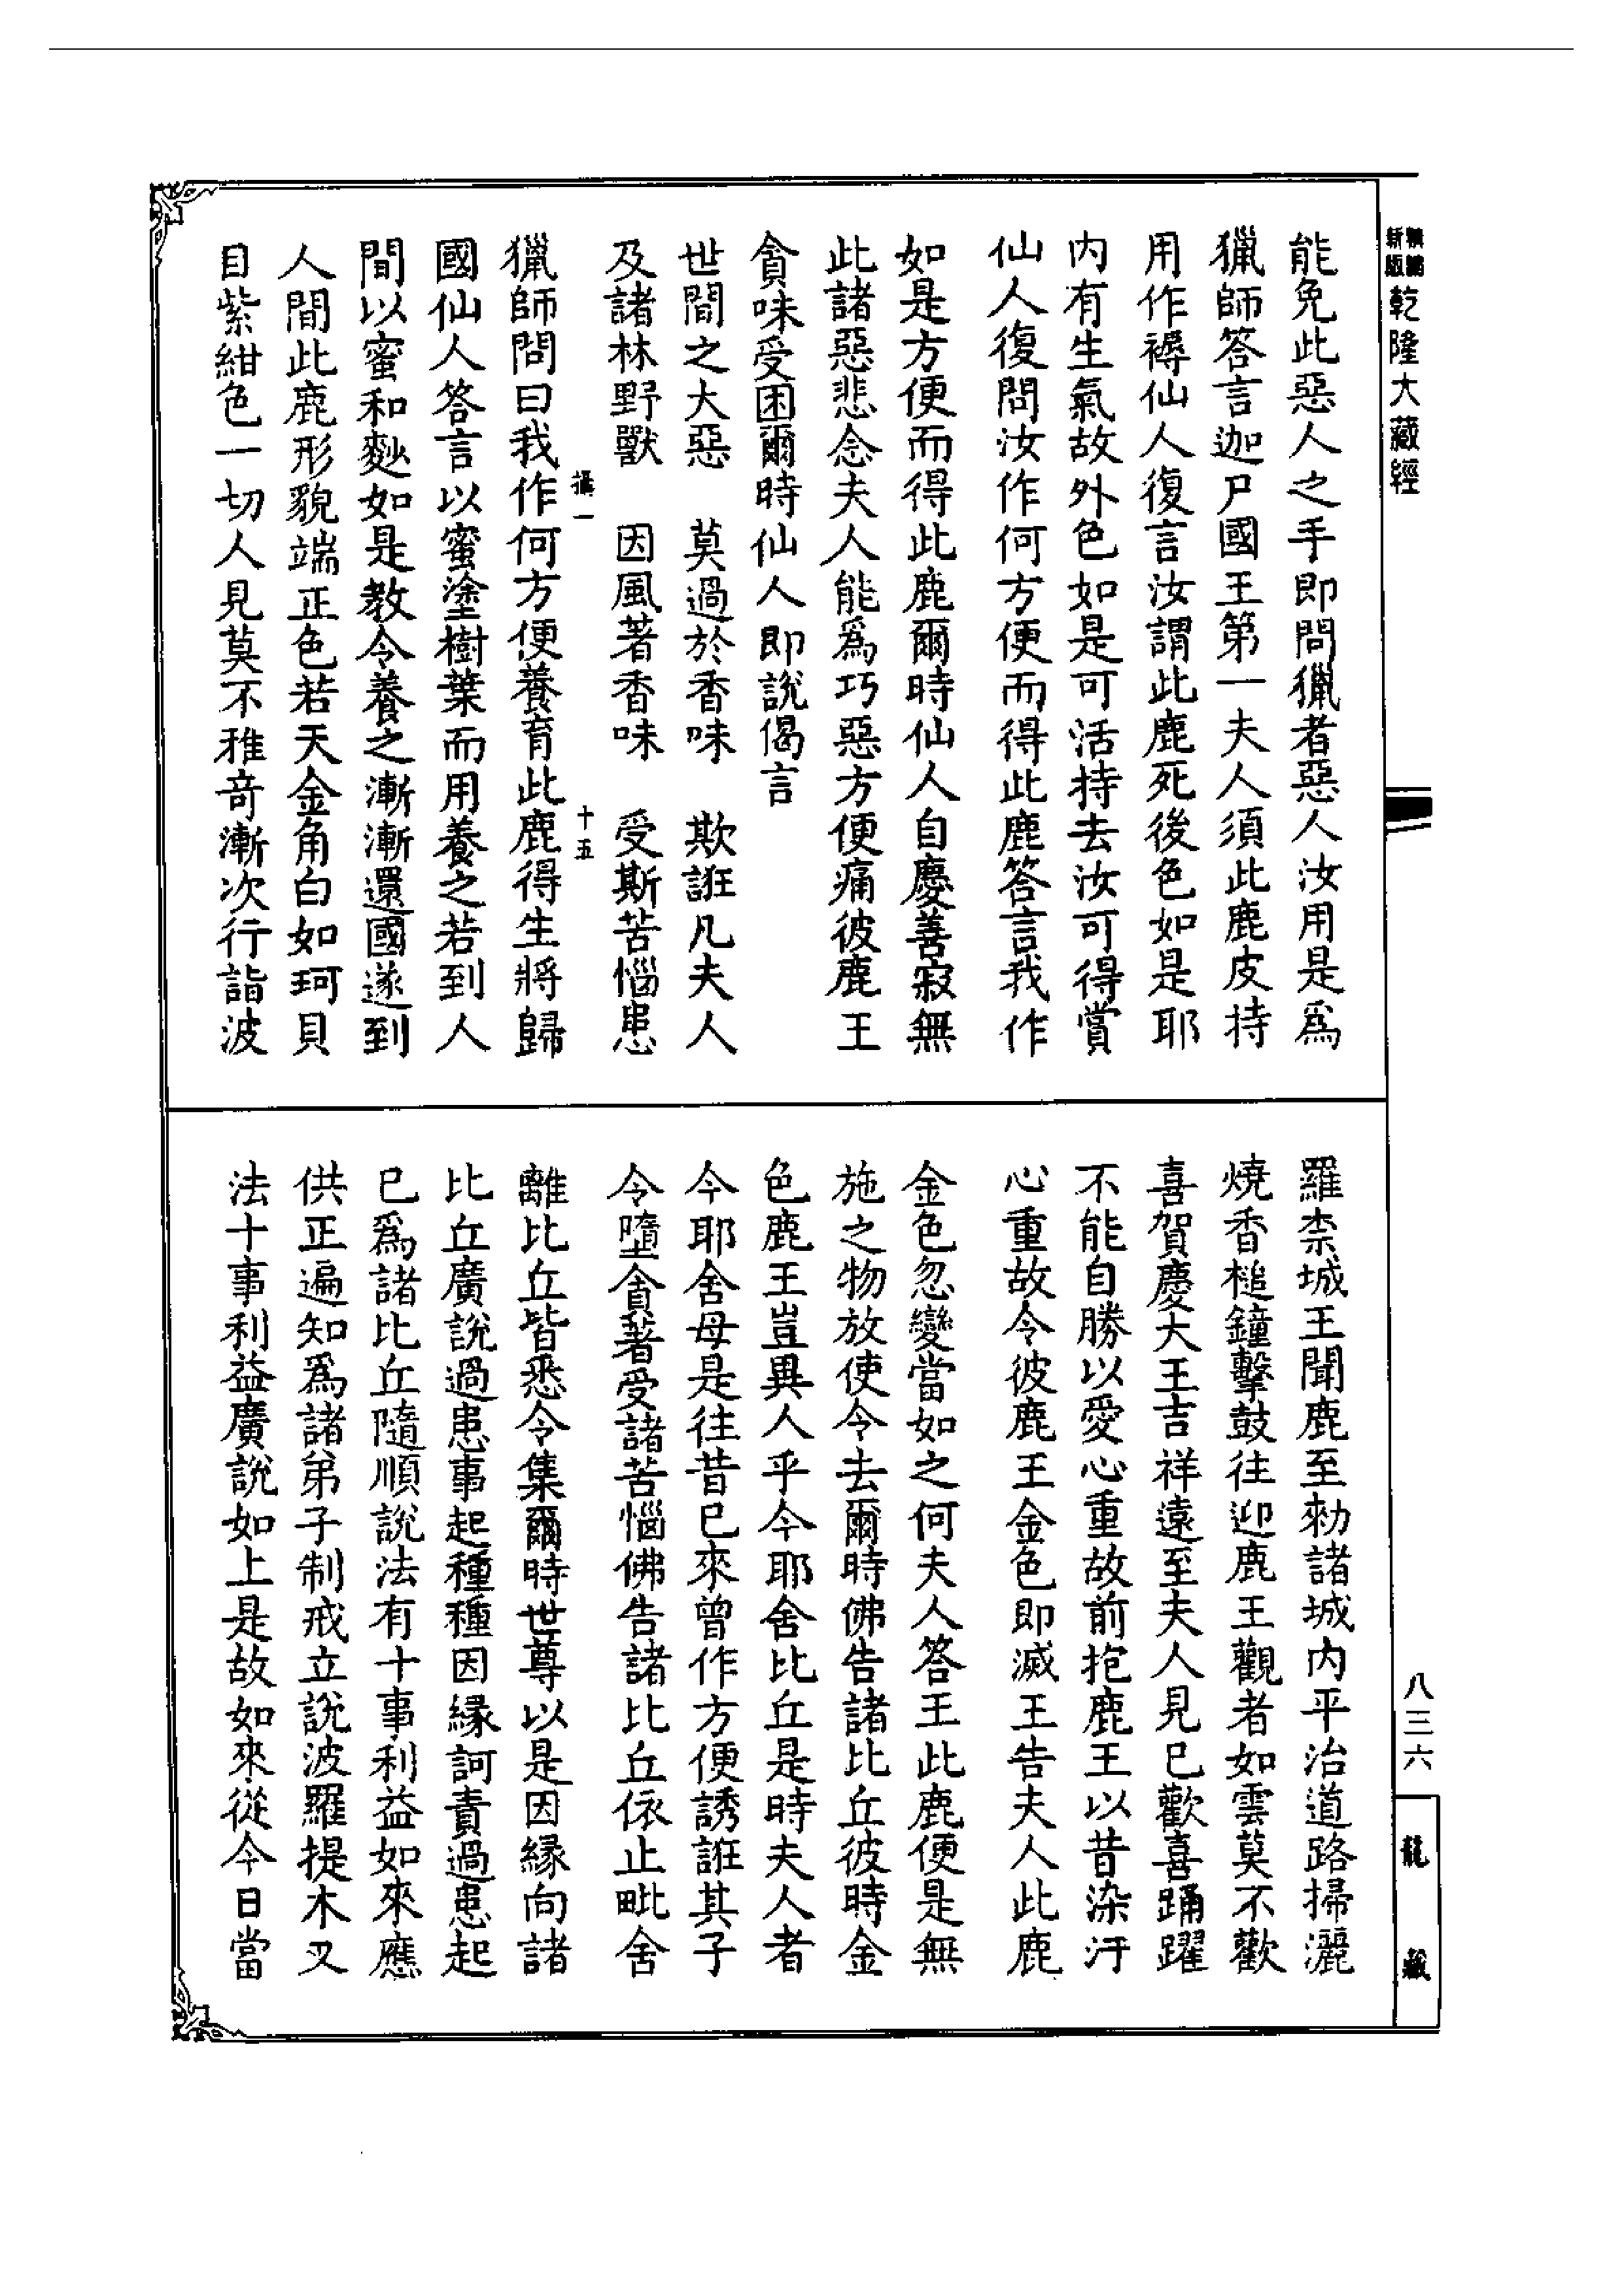 新版
乾隆大藏經
能免此惡人之手即問獵者惡人汝用是爲
獵師答言迦尸國王第一夫人須此鹿皮持
用作褥仙人復言汝謂此鹿死後色如是耶
内有生氣故外色如是可活持去汝可得賞
仙人復問汝作何方便而得此鹿答言我作
如是方便而得此鹿爾時仙人自慶善寂無
此諸惡悲念夫人能爲巧惡方便痛彼鹿王
貪味受困爾時仙人即說偈言
世間之大惡　莫過於香味　欺誑凡夫人
及諸林野獸　因風著香味　受斯苦惱患
攝一　十五
獵師問曰我作何方便養育此鹿得生將歸
國仙人答言以蜜塗樹葉而用養之若到人
間以蜜和麨如是教令養之漸漸還國遂到
人間此鹿形貌端正色若天金角白如珂貝
目紫紺色一切人見莫不雅奇漸次行詣波
羅柰城王聞鹿至勑諸城内平治道路掃灑
燒香槌鐘擊鼓往迎鹿王觀者如雲莫不歡
喜賀慶大王吉祥遠至夫人見已歡喜踊躍
不能自勝以愛心重故前抱鹿王以昔染汙
心重故令彼鹿王金色即滅王告夫人此鹿
金色忽變當如之何夫人答王此鹿便是無
施之物放使令去爾時佛告諸比丘彼時金
色鹿王豈異人乎今耶舍比丘是時夫人者
今耶舍母是往昔已來曾作方便誘誑其子
令墮貪著受諸苦惱佛告諸比丘依止毗舍
離比丘皆悉令集爾時世尊以是因緣向諸
比丘廣說過患事起種種因緣訶責過患起
已爲諸比丘隨順說法有十事利益如來應
供正遍知爲諸弟子制戒立說波羅提木叉
法十事利益廣說如上是故如來從今日當
八三六
龍藏